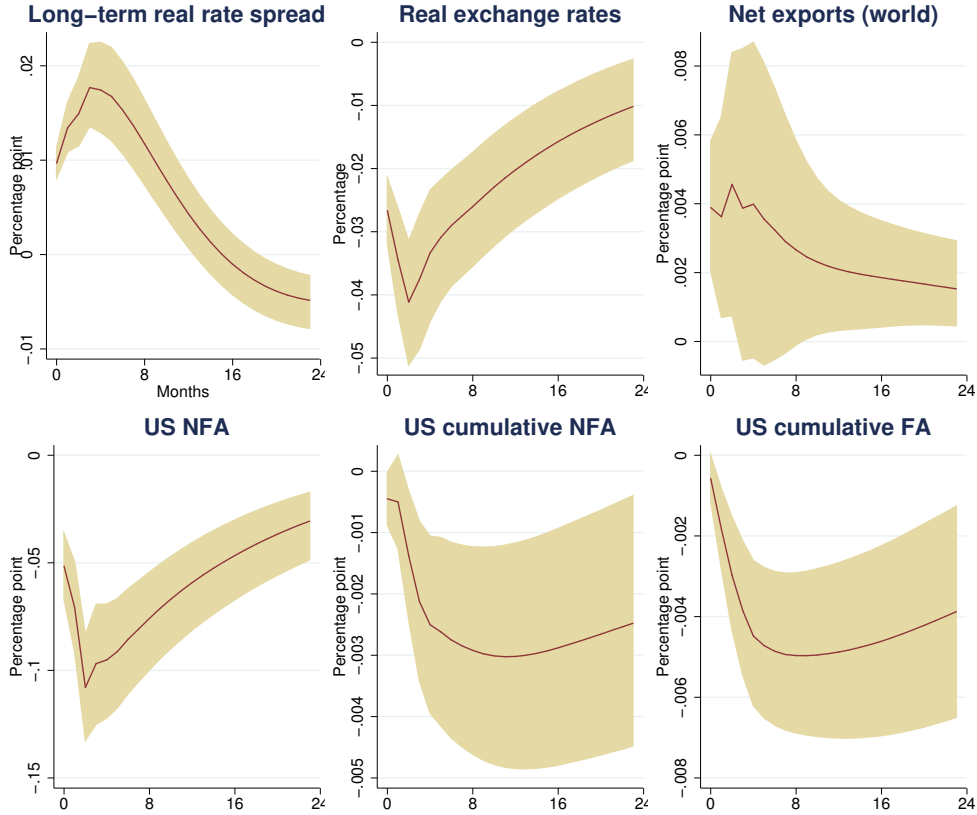 Long−term real rate spread
Percentage point
.02
.01
0
−.01
0 8 16 24
Months
Real exchange rates
Percentage
0
−.01
−.02
−.03
−.04
−.05
0 8 16 24
Net exports (world)
Percentage point
.008
.006
.004
.002
0
0 8 16 24
US NFA
Percentage point
0
−.05
−.1
−.15
0 8 16 24
US cumulative NFA
Percentage point
0
−.001
−.002
−.003
−.004
−.005
0 8 16 24
US cumulative FA
Percentage point
0
−.002
−.004
−.006
−.008
0 8 16 24